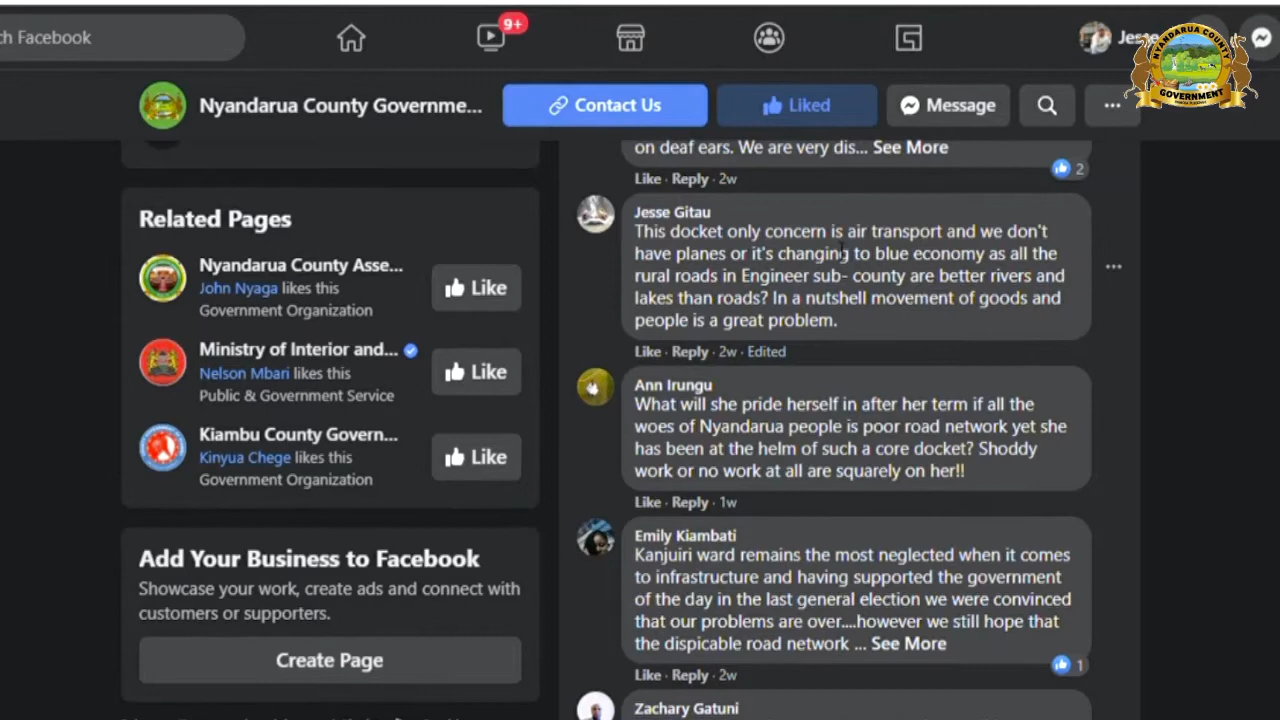 ch Facebook
9+
Jesse
NYANDARUA COUNTY
GOVERNMENT
Nyandarua County Governme...
Contact Us
Liked
Message
...
on deaf ears. We are very dis... See More
2
Like · Reply · 2w
Related Pages
Nyandarua County Asse...
John Nyaga likes this
Government Organization
Like
Ministry of Interior and...
Nelson Mbari likes this
Public & Government Service
Like
Kiambu County Govern...
Kinyua Chege likes this
Government Organization
Like
Add Your Business to Facebook
Showcase your work, create ads and connect with
customers or supporters.
Create Page
Jesse Gitau
This docket only concern is air transport and we don't
have planes or it's changing to blue economy as all the
rural roads in Engineer sub- county are better rivers and
lakes than roads? In a nutshell movement of goods and
people is a great problem.
Like · Reply · 2w · Edited
Ann Irungu
What will she pride herself in after her term if all the
woes of Nyandarua people is poor road network yet she
has been at the helm of such a core docket? Shoddy
work or no work at all are squarely on her!!
Like · Reply · 1w
Emily Kiambati
Kanjuiri ward remains the most neglected when it comes
to infrastructure and having supported the government
of the day in the last general election we were convinced
that our problems are over....however we still hope that
the dispicable road network ... See More
1
Like · Reply · 2w
Zachary Gatuni